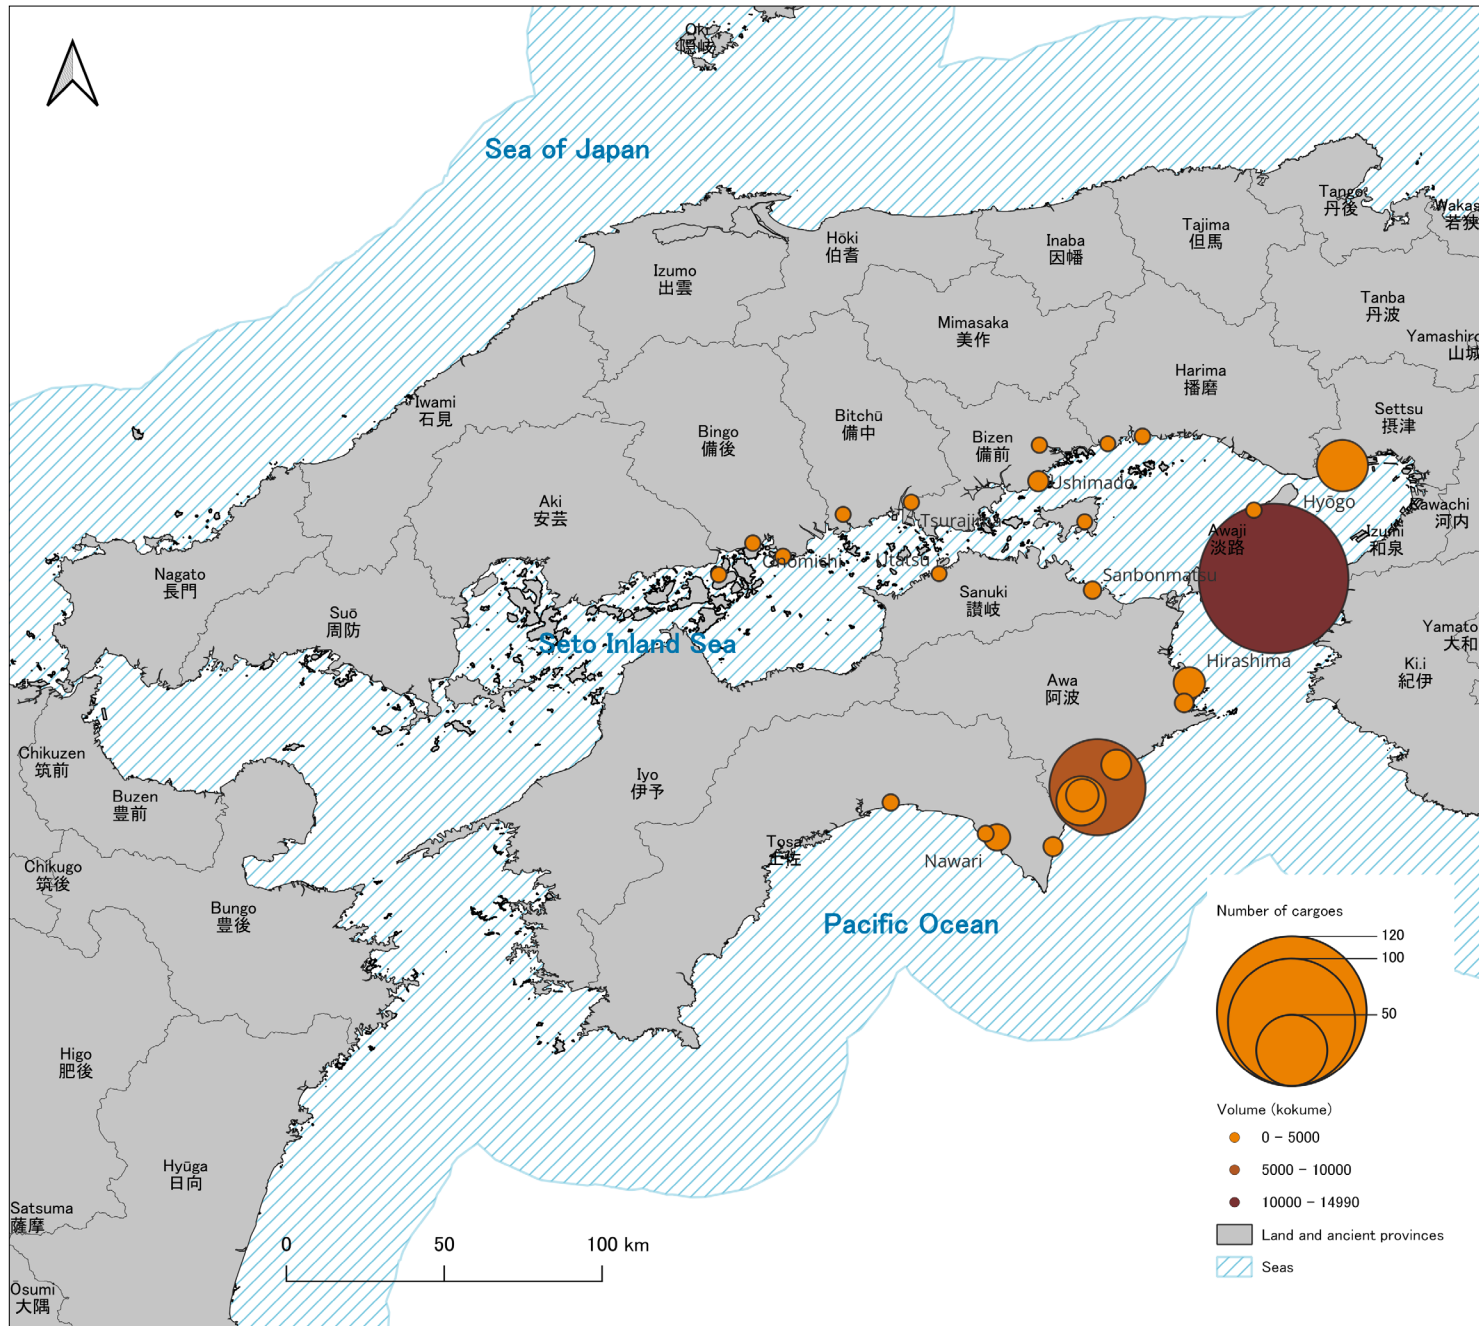 Oki
隠岐
Sea of Japan
Tango
丹後
Wakas
若狭
Tajima
但馬
Hōki
伯耆
Inaba
因幡
Izumo
出雲
Tanba
丹波
Mimasaka
美作
Yamashiro
山城
Harima
播磨
Iwami
石見
Settsu
摂津
Bitchū
備中
Bingo
備後
Bizen
備前
Ushimado
Aki
安芸
Hyōgo
Kawachi
河内
Tsurajima
Awaji
淡路
Izumi
和泉
Onomichi
Utatsu
Sanbonmatsu
Nagato
長門
Sanuki
讃岐
Suō
周防
Yamato
大和
Seto Inland Sea
Hirashima
Ki.i
紀伊
Awa
阿波
Chikuzen
筑前
Iyo
伊予
Buzen
豊前
Tosa
土佐
Nawari
Chikugo
筑後
Bungo
豊後
Pacific Ocean
Number of cargoes
120
100
50
Higo
肥後
Volume (kokume)
0 - 5000
5000 - 10000
10000 - 14990
Land and ancient provinces
Seas
Hyūga
日向
Satsuma
薩摩
0 50 100 km
Ōsumi
大隅